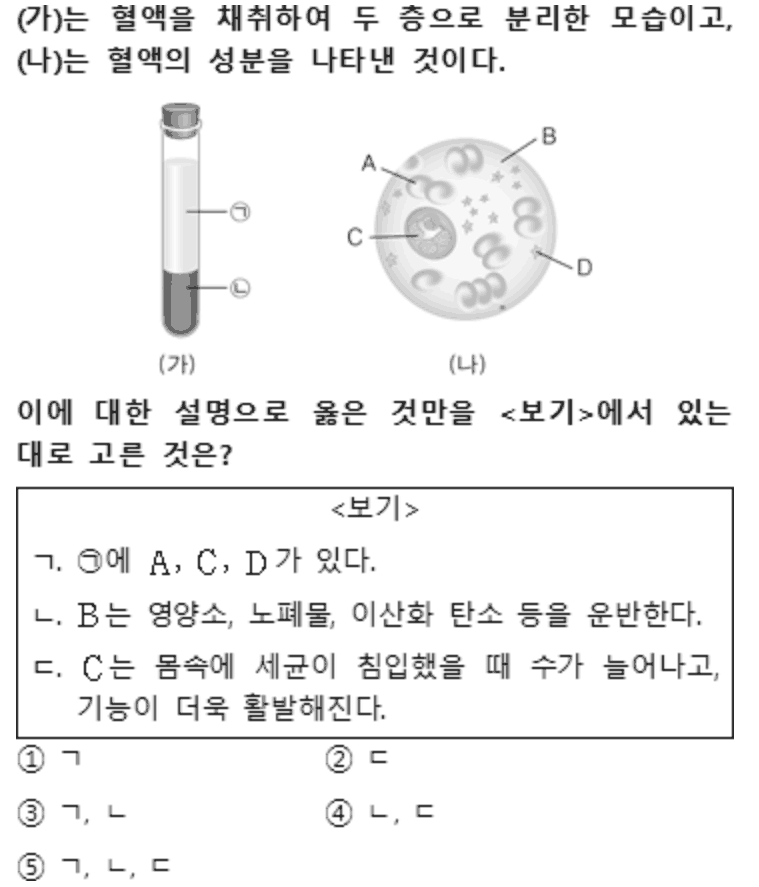 (가)는 혈액을 채취하여 두 층으로 분리한 모습이고,
(나)는 혈액의 성분을 나타낸 것이다.
㉠
㉡
(가)
A
B
C
D
(나)
이에 대한 설명으로 옳은 것만을 <보기>에서 있는
대로 고른 것은?
<보기>
ㄱ. ㉠에 A, C, D가 있다.
ㄴ. B는 영양소, 노폐물, 이산화 탄소 등을 운반한다.
ㄷ. C는 몸속에 세균이 침입했을 때 수가 늘어나고,
기능이 더욱 활발해진다.
① ㄱ ② ㄷ
③ ㄱ, ㄴ ④ ㄴ, ㄷ
⑤ ㄱ, ㄴ, ㄷ